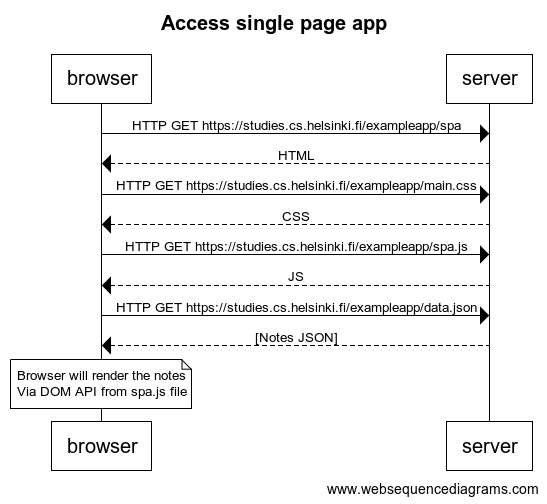 Access single page app
browser
server
HTTP GET https://studies.cs.helsinki.fi/exampleapp/spa
HTML
HTTP GET https://studies.cs.helsinki.fi/exampleapp/main.css
CSS
HTTP GET https://studies.cs.helsinki.fi/exampleapp/spa.js
JS
HTTP GET https://studies.cs.helsinki.fi/exampleapp/data.json
[Notes JSON]
Browser will render the notes
Via DOM API from spa.js file
browser
server
www.websequencediagrams.com